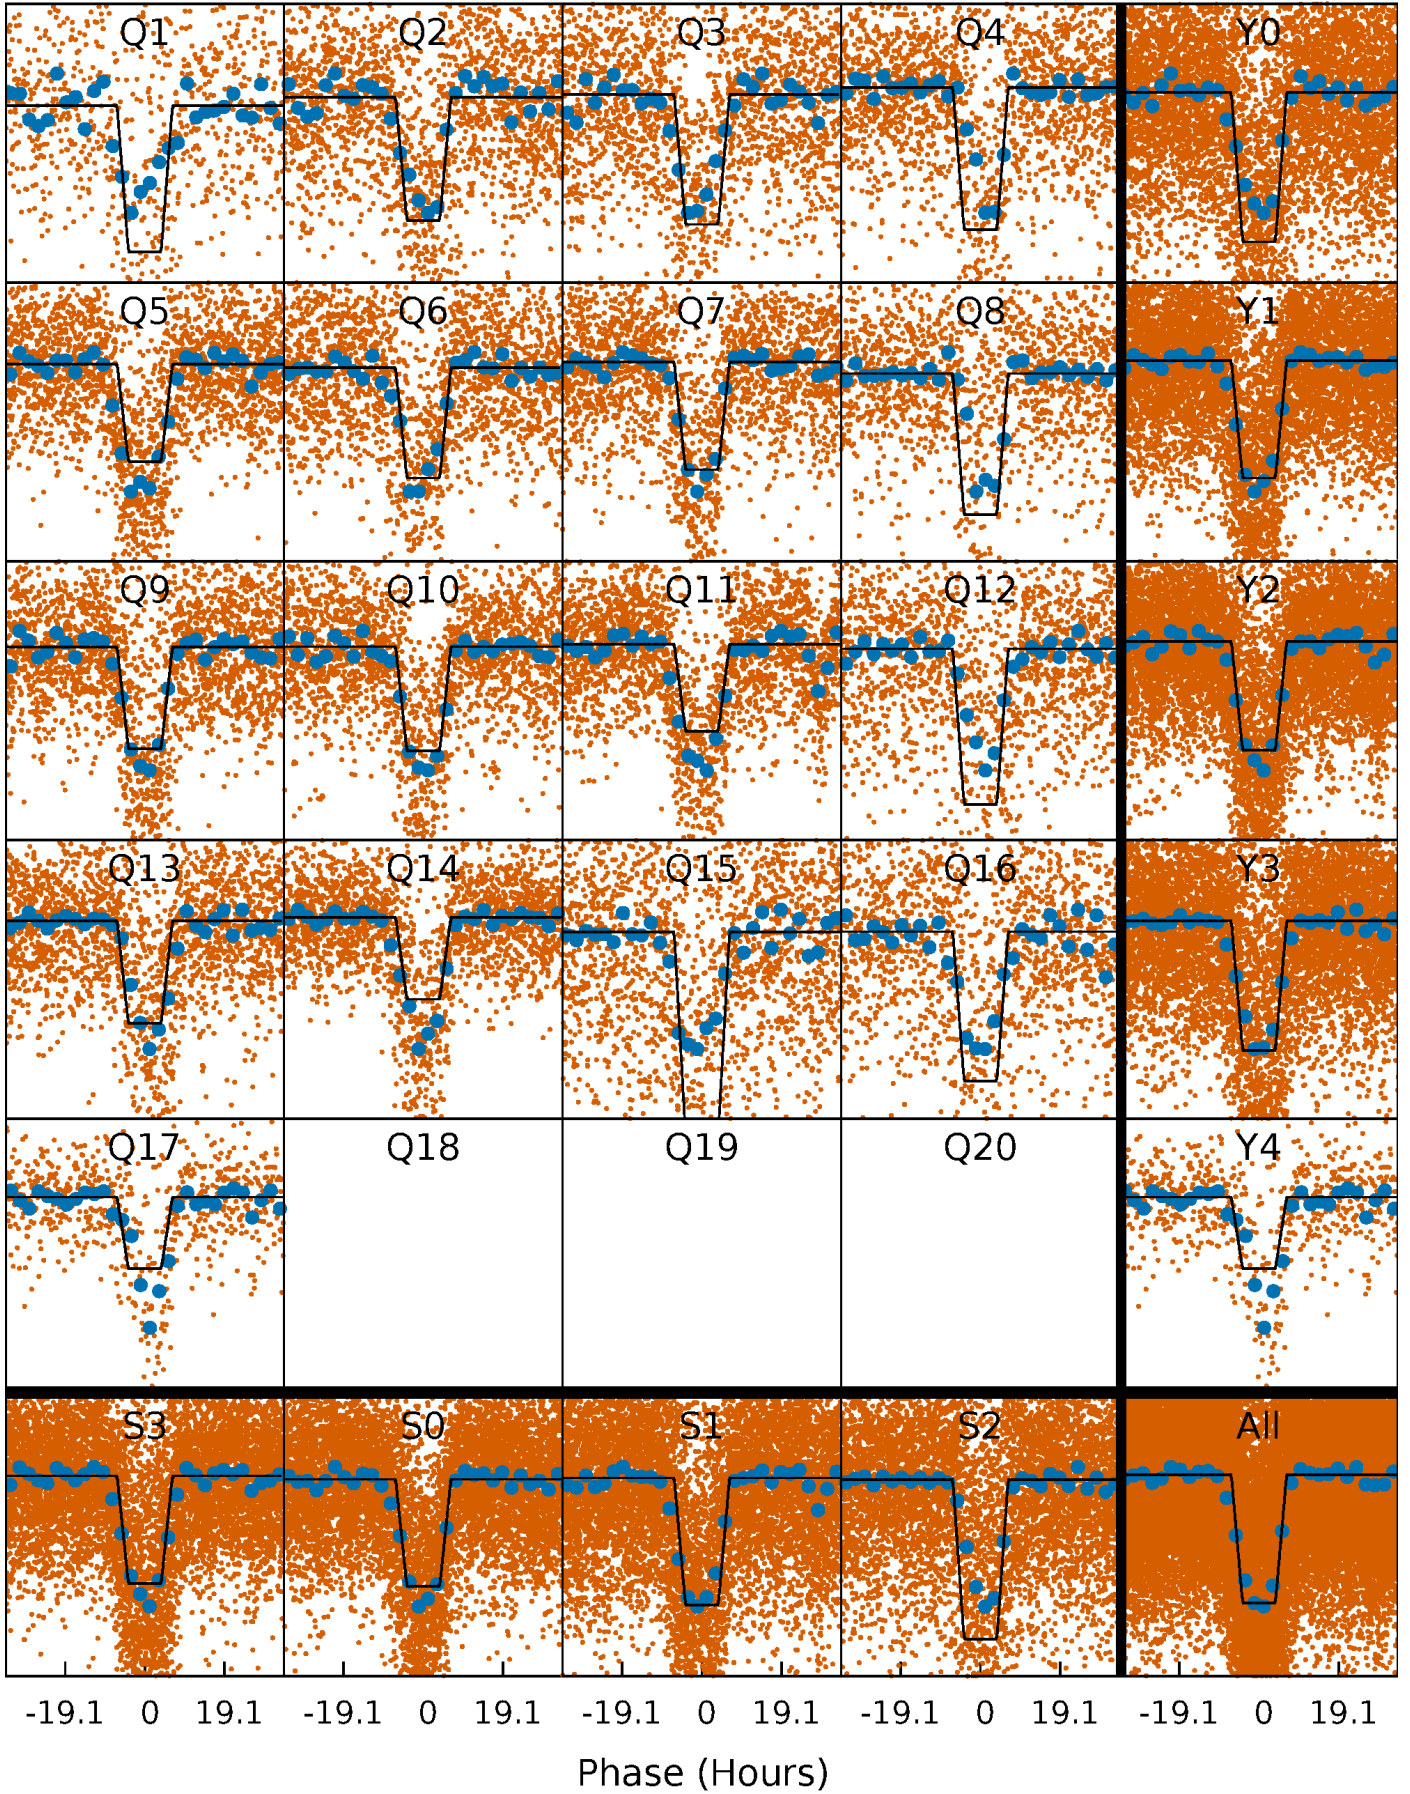 Q1 Q2 Q3 Q4 Y0
Q5 Q6 Q7 Q8 Y1
Q9 Q10 Q11 Q12 Y2
Q13 Q14 Q15 Q16 Y3
Q17 Q18 Q19 Q20 Y4
S3 S0 S1 S2 All
-19.1 0 19.1 -19.1 0 19.1 -19.1 0 19.1 -19.1 0 19.1 -19.1 0 19.1
Phase (Hours)